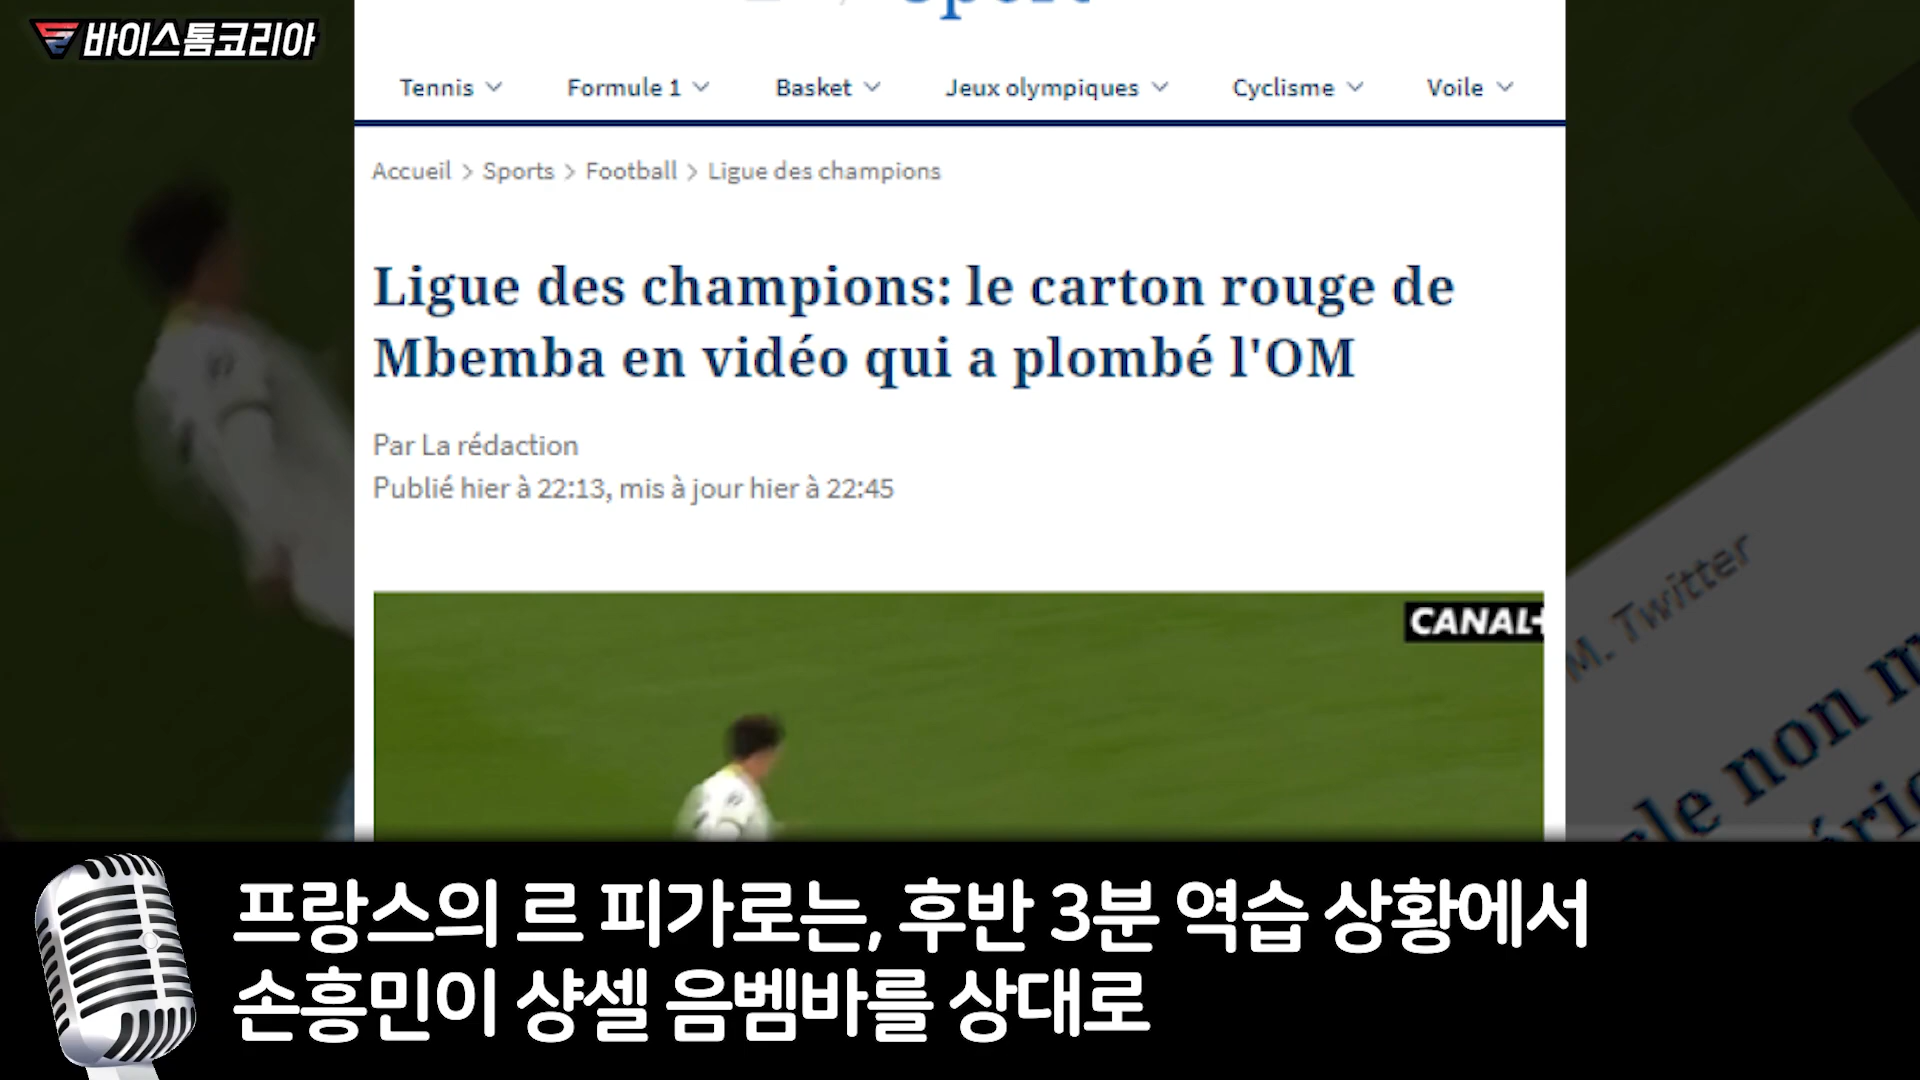 바이스톰코리아
Sport
Tennis Formule 1 Basket Jeux olympiques Cyclisme Voile
Accueil > Sports > Football > Ligue des champions
Ligue des champions: le carton rouge de
Mbemba en vidéo qui a plombé l'OM
Par La rédaction
Publié hier à 22:13, mis à jour hier à 22:45
CANAL+
M. Twitter
le non
프랑스의 르 피가로는, 후반 3분 역습 상황에서
손흥민이 샹셀 음벰바를 상대로